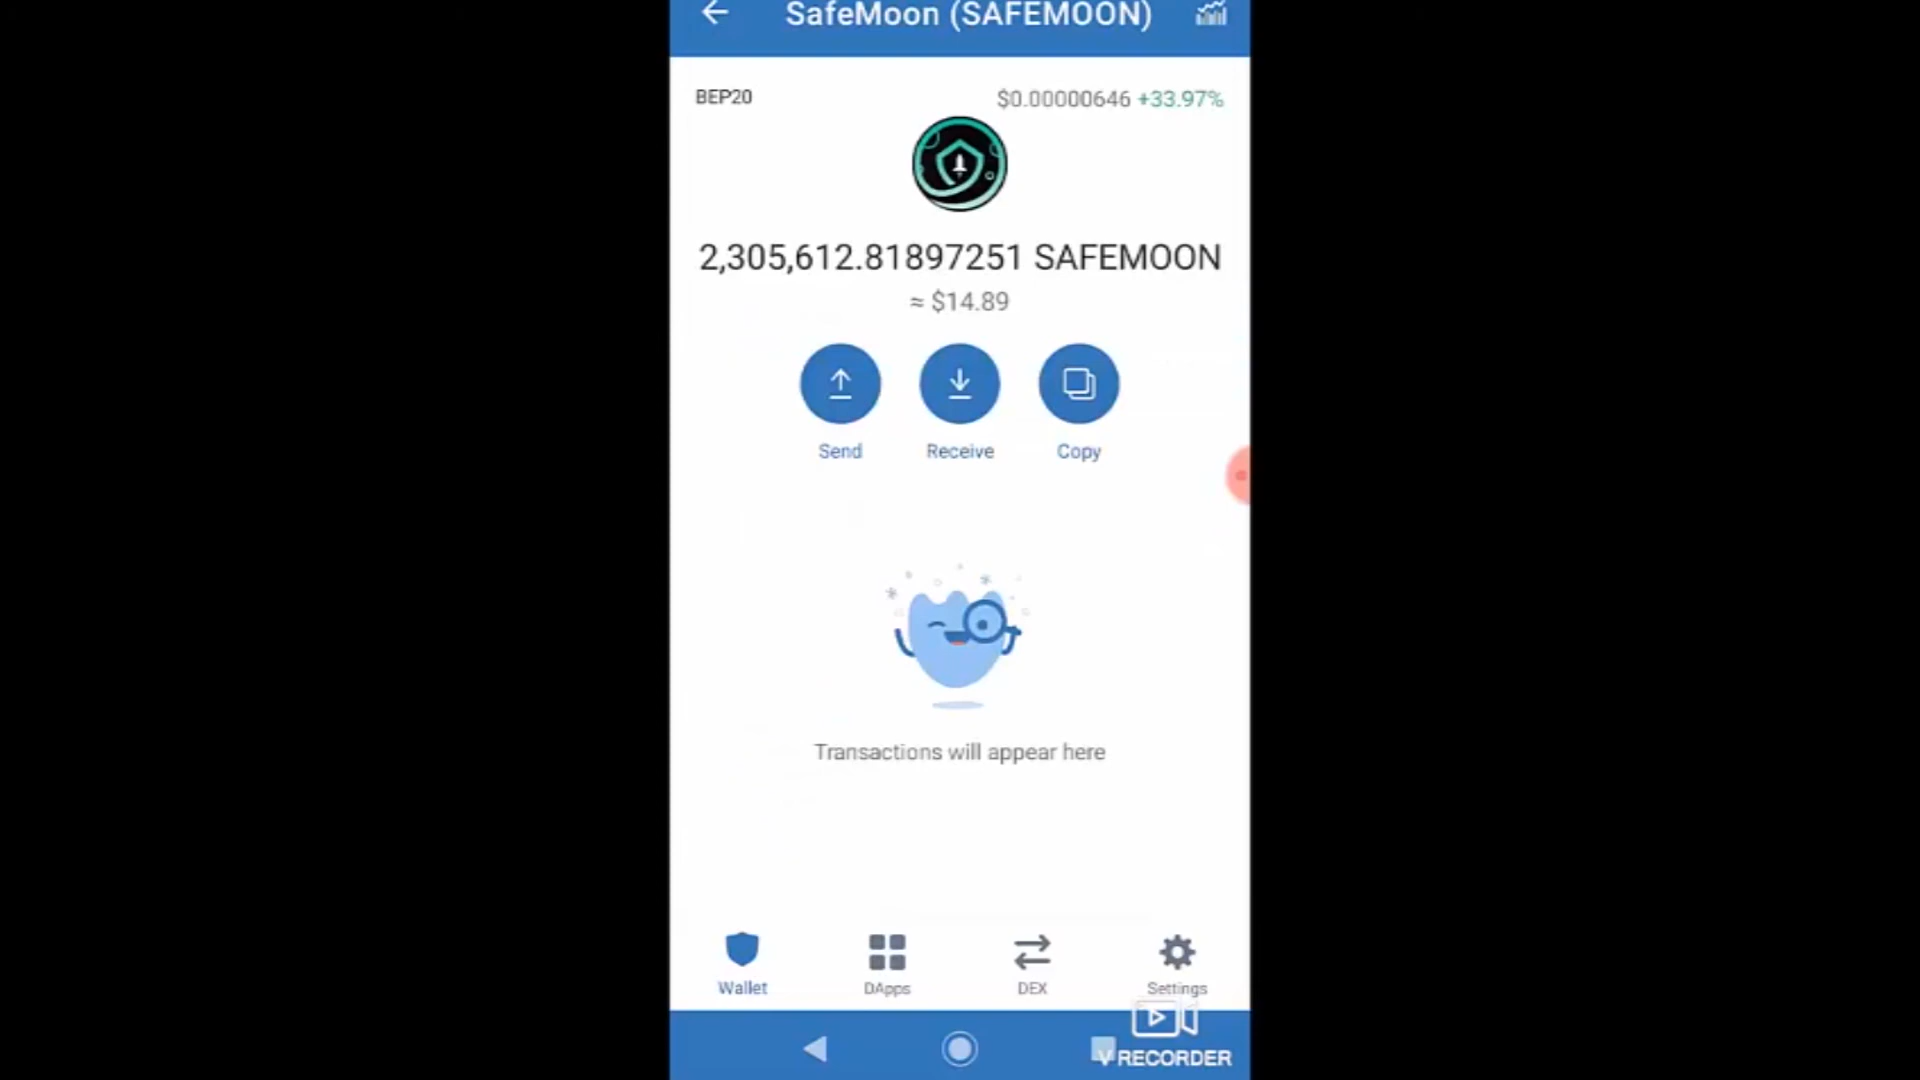 SafeMoon (SAFEMOON)
BEP20
$0.00000646 +33.97%
2,305,612.81897251 SAFEMOON
≈ $14.89
Send Receive Copy
Transactions will appear here
Wallet DApps DEX Settings
V RECORDER